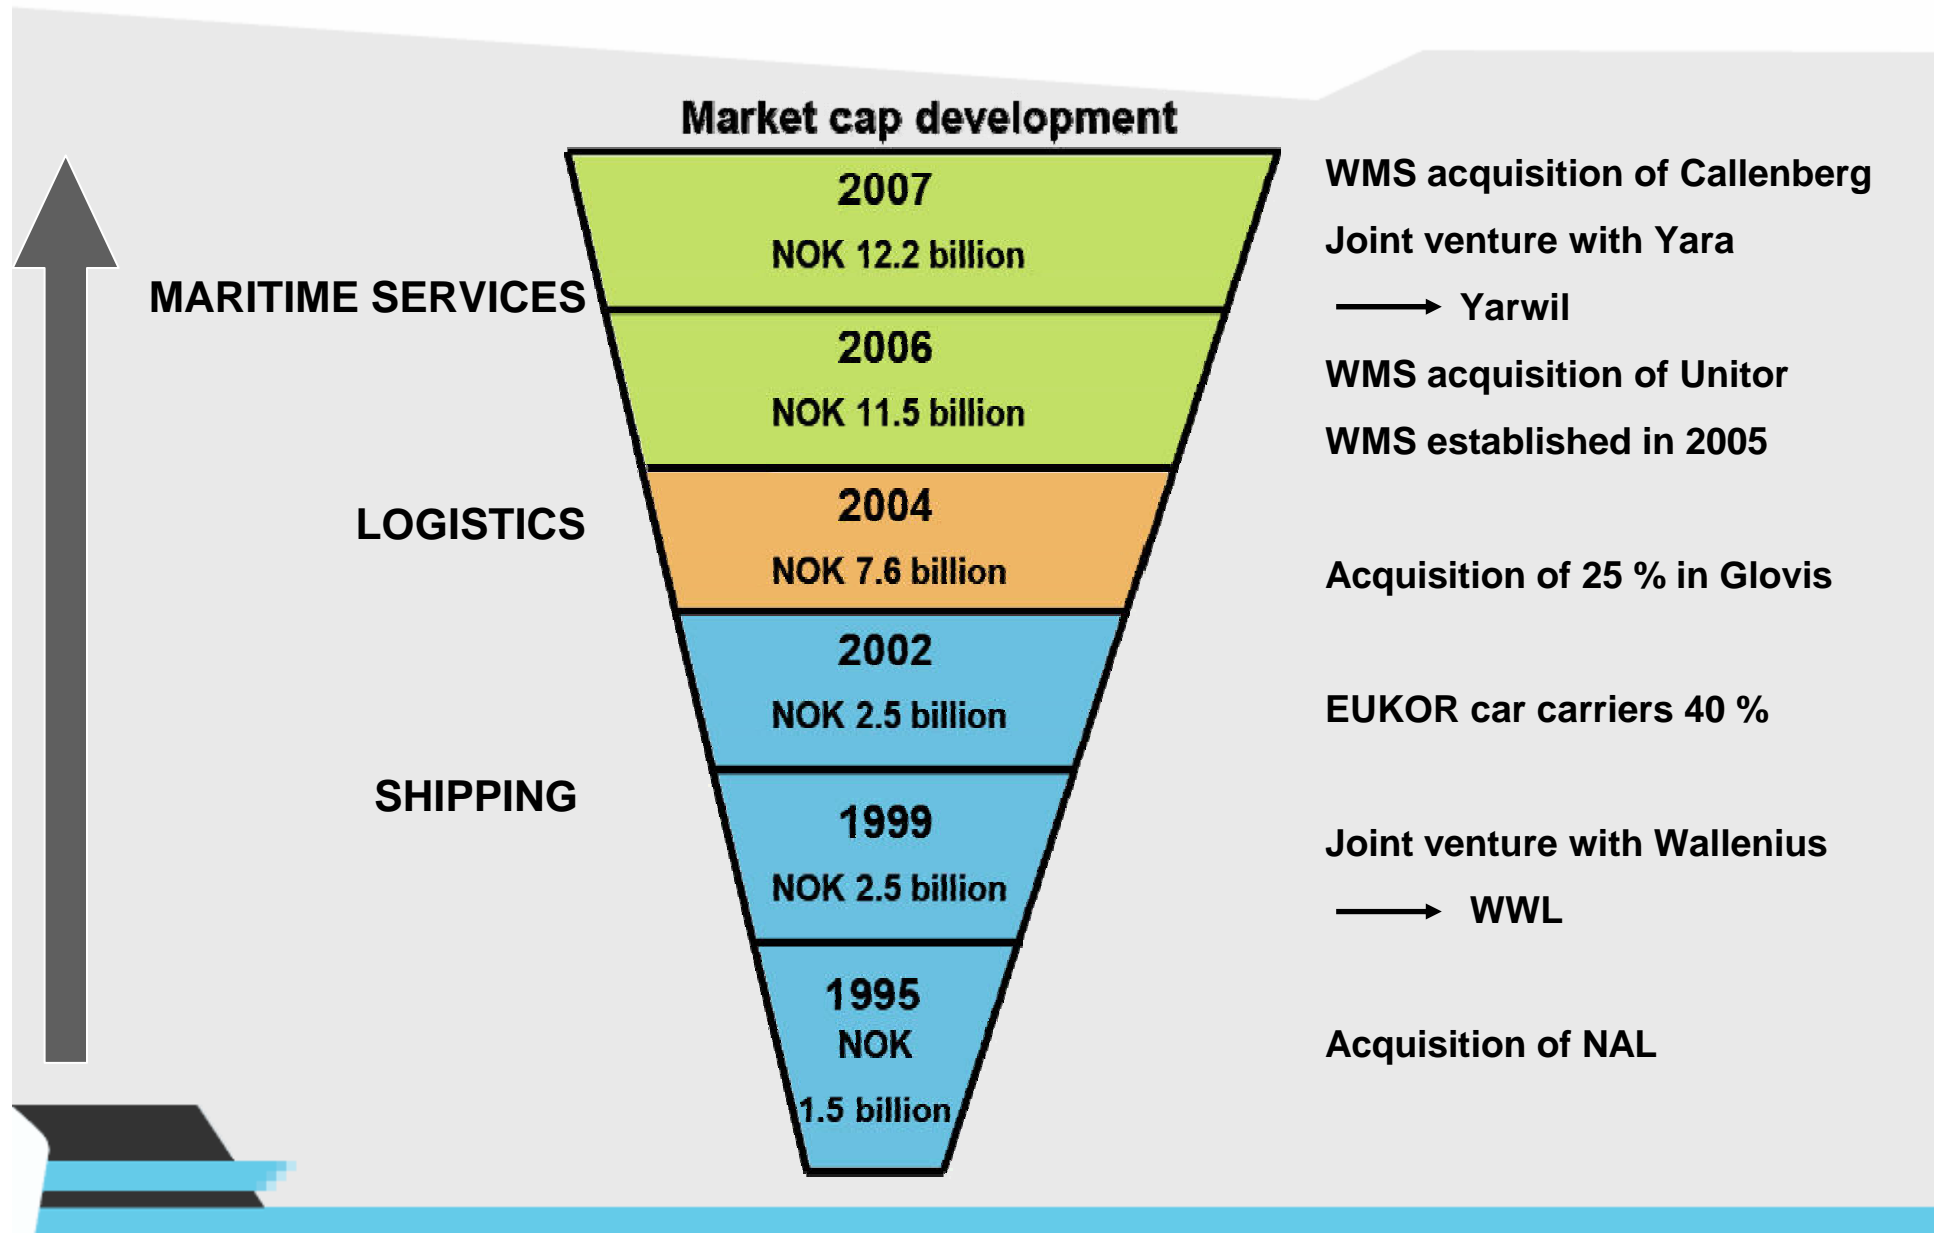 Market cap development
2007
NOK 12.2 billion
2006
NOK 11.5 billion
2004
NOK 7.6 billion
2002
NOK 2.5 billion
1999
NOK 2.5 billion
1995
NOK
1.5 billion
MARITIME SERVICES
LOGISTICS
SHIPPING
WMS acquisition of Callenberg
Joint venture with Yara
Yarwil
WMS acquisition of Unitor
WMS established in 2005
Acquisition of 25 % in Glovis
EUKOR car carriers 40 %
Joint venture with Wallenius
WWL
Acquisition of NAL